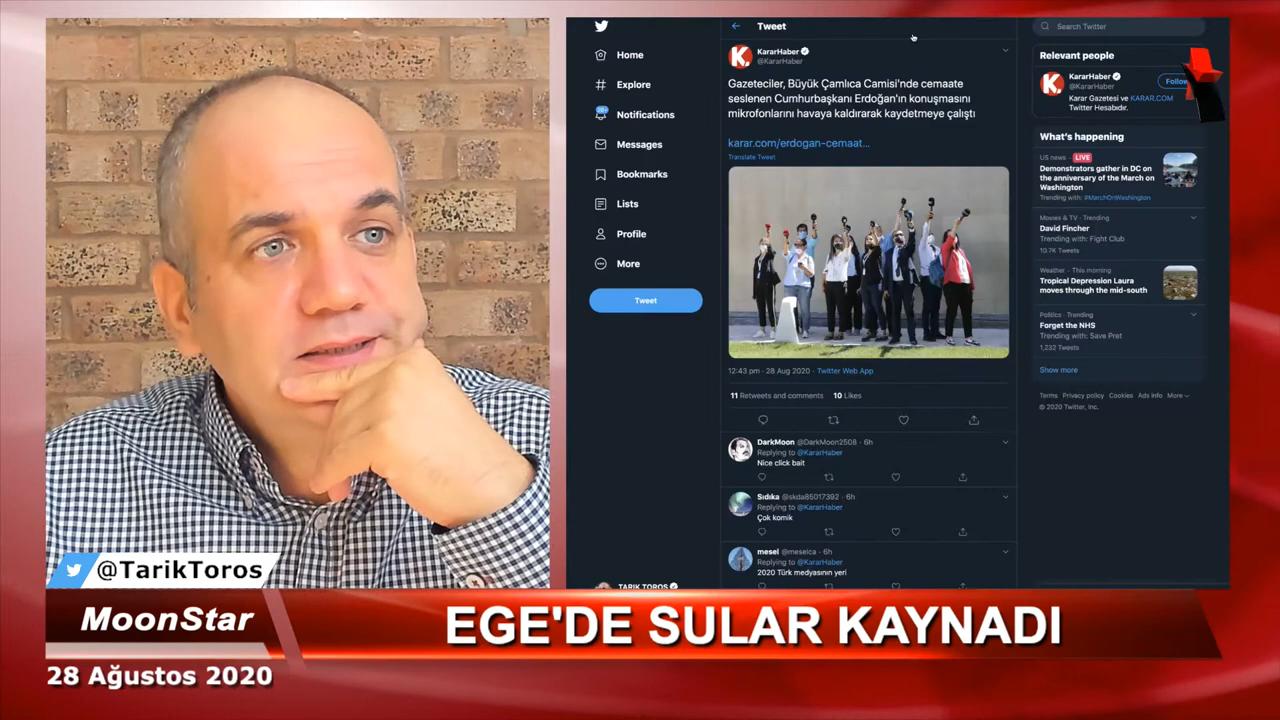 Home
Explore
20+
Notifications
Messages
Bookmarks
Lists
Profile
More
Tweet
TARIK TOROS
Tweet
KararHaber
@KararHaber
Gazeteciler, Büyük Çamlıca Camisi'nde cemaate
seslenen Cumhurbaşkanı Erdoğan'ın konuşmasını
mikrofonlarını havaya kaldırarak kaydetmeye çalıştı
karar.com/erdogan-cemaat...
Translate Tweet
12:43 pm · 28 Aug 2020 · Twitter Web App
11 Retweets and comments 10 Likes
DarkMoon @DarkMoon2508 · 6h
Replying to @KararHaber
Nice click bait
Sıdıka @skda85017392 · 6h
Replying to @KararHaber
Çok komik
mesel @meselca · 6h
Replying to @KararHaber
2020 Türk medyasının yeri
Search Twitter
Relevant people
KararHaber
@KararHaber
Follow
Karar Gazetesi ve KARAR.COM
Twitter Hesabıdır.
What's happening
US news · LIVE
Demonstrators gather in DC on
the anniversary of the March on
Washington
Trending with: #MarchOnWashington
Movies & TV · Trending
David Fincher
Trending with: Fight Club
10.7K Tweets
Weather · This morning
Tropical Depression Laura
moves through the mid-south
Politics · Trending
Forget the NHS
Trending with: Save Pret
1,232 Tweets
Show more
Terms Privacy policy Cookies Ads info More
© 2020 Twitter, Inc.
@TarikToros
MoonStar
EGE'DE SULAR KAYNADI
28 Ağustos 2020